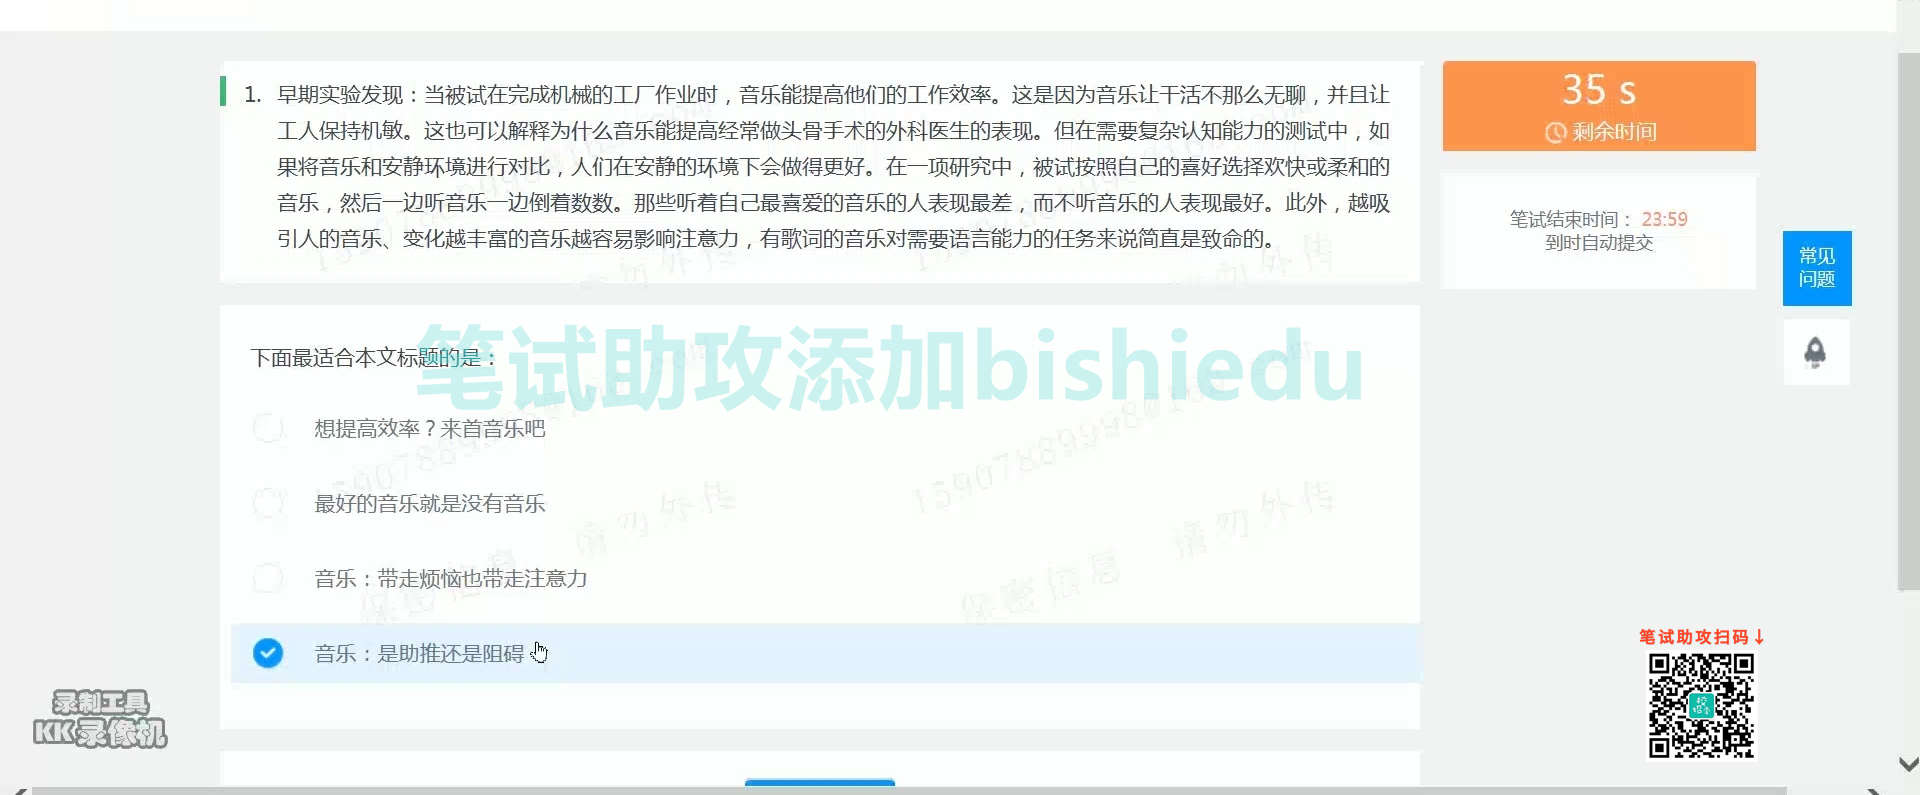 1. 早期实验发现：当被试在完成机械的工厂作业时，音乐能提高他们的工作效率。这是因为音乐让干活不那么无聊，并且让
工人保持机敏。这也可以解释为什么音乐能提高经常做头骨手术的外科医生的表现。但在需要复杂认知能力的测试中，如
果将音乐和安静环境进行对比，人们在安静的环境下会做得更好。在一项研究中，被试按照自己的喜好选择欢快或柔和的
音乐，然后一边听音乐一边倒着数数。那些听着自己最喜爱的音乐的人表现最差，而不听音乐的人表现最好。此外，越吸
引人的音乐、变化越丰富的音乐越容易影响注意力，有歌词的音乐对需要语言能力的任务来说简直是致命的。
35 s
剩余时间
笔试结束时间： 23:59
到时自动提交
常见
问题
下面最适合本文标题的是：
笔试助攻添加bishiedu
想提高效率？来首音乐吧
最好的音乐就是没有音乐
音乐：带走烦恼也带走注意力
音乐：是助推还是阻碍
请勿外传
请勿外传
保密信息
保密信息
笔试助攻扫码↓
录制工具
KK录像机